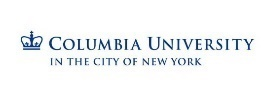 COLUMBIA UNIVERSITY
IN THE CITY OF NEW YORK